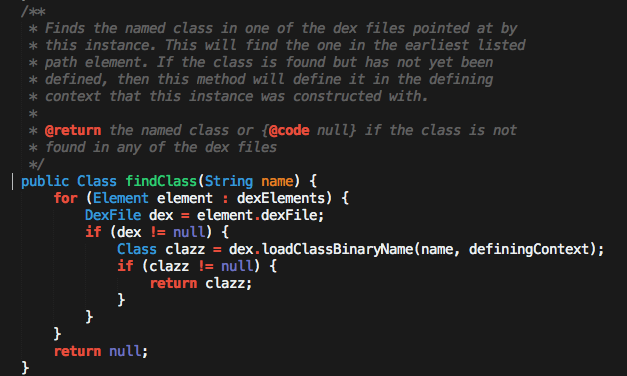 /**
 * Finds the named class in one of the dex files pointed at by
 * this instance. This will find the one in the earliest listed
 * path element. If the class is found but has not yet been
 * defined, then this method will define it in the defining
 * context that this instance was constructed with.
 *
 * @return the named class or {@code null} if the class is not
 * found in any of the dex files
 */
public Class findClass(String name) {
    for (Element element : dexElements) {
        DexFile dex = element.dexFile;
        if (dex != null) {
            Class clazz = dex.loadClassBinaryName(name, definingContext);
            if (clazz != null) {
                return clazz;
            }
        }
    }
    return null;
}